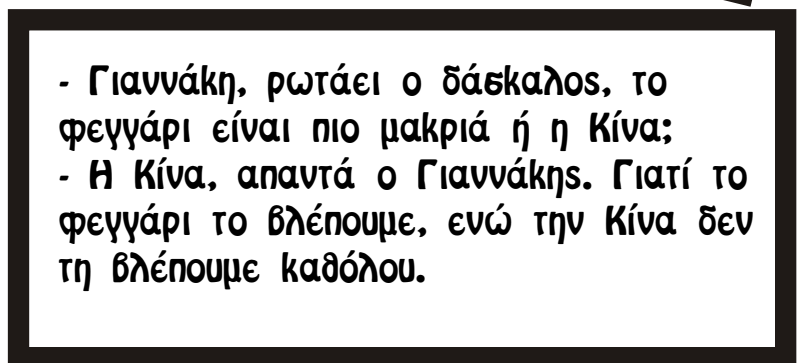 - Γιαννάκη, ρωτάει ο δάσκαλος, το
φεγγάρι είναι πιο μακριά ή η Κίνα;
- Η Κίνα, απαντά ο Γιαννάκης. Γιατί το
φεγγάρι το βλέπουμε, ενώ την Κίνα δεν
τη βλέπουμε καθόλου.